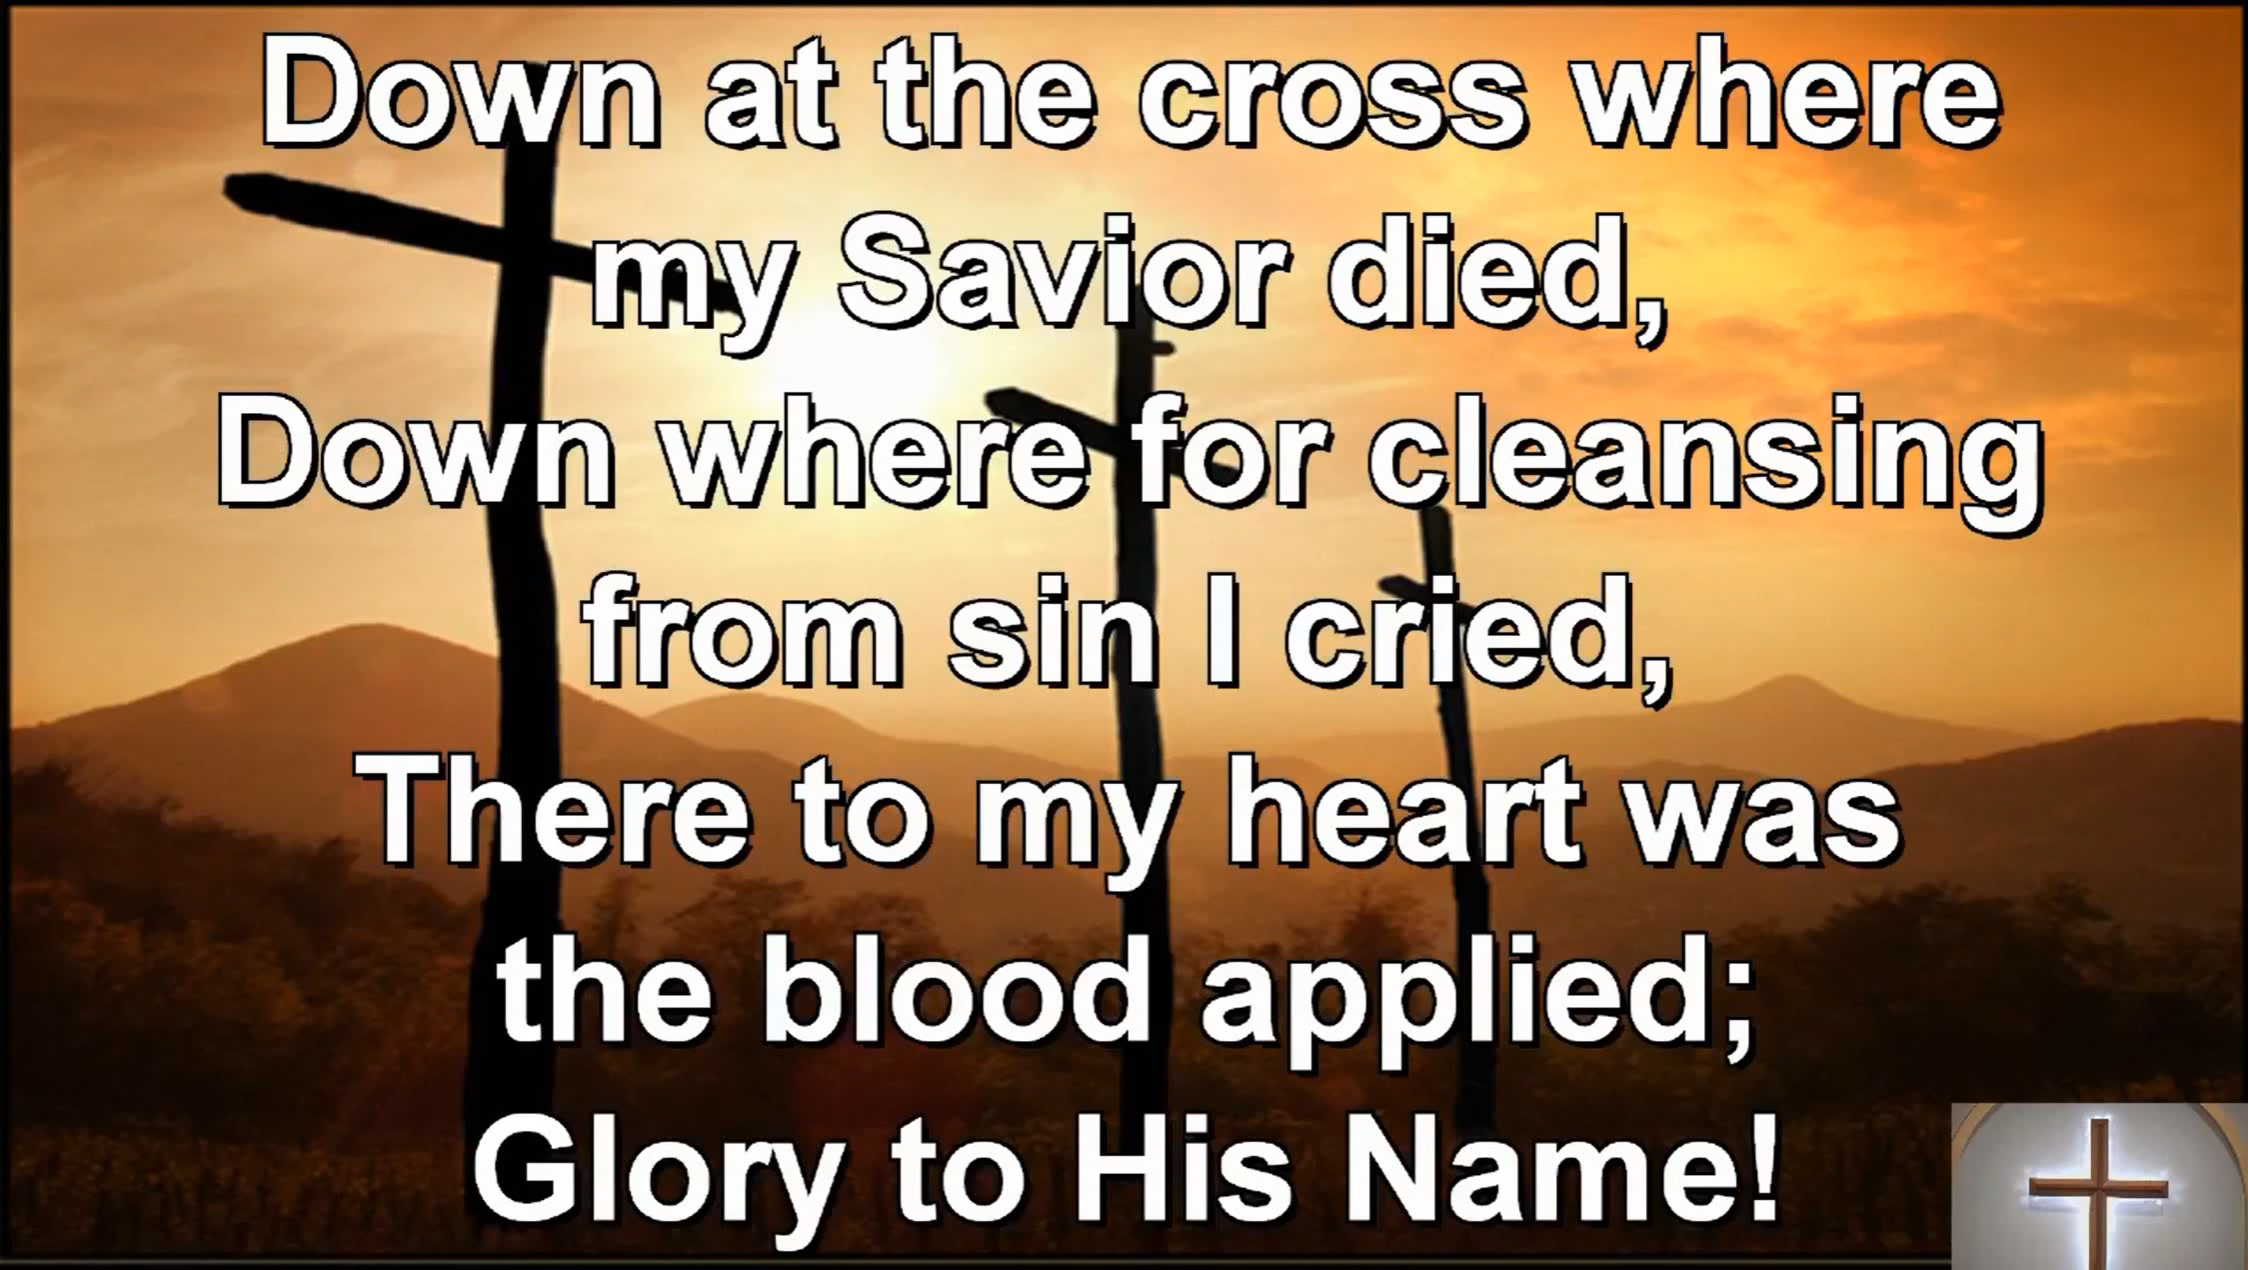 Down at the cross where
my Savior died,
Down where for cleansing
from sin I cried,
There to my heart was
the blood applied;
Glory to His Name!